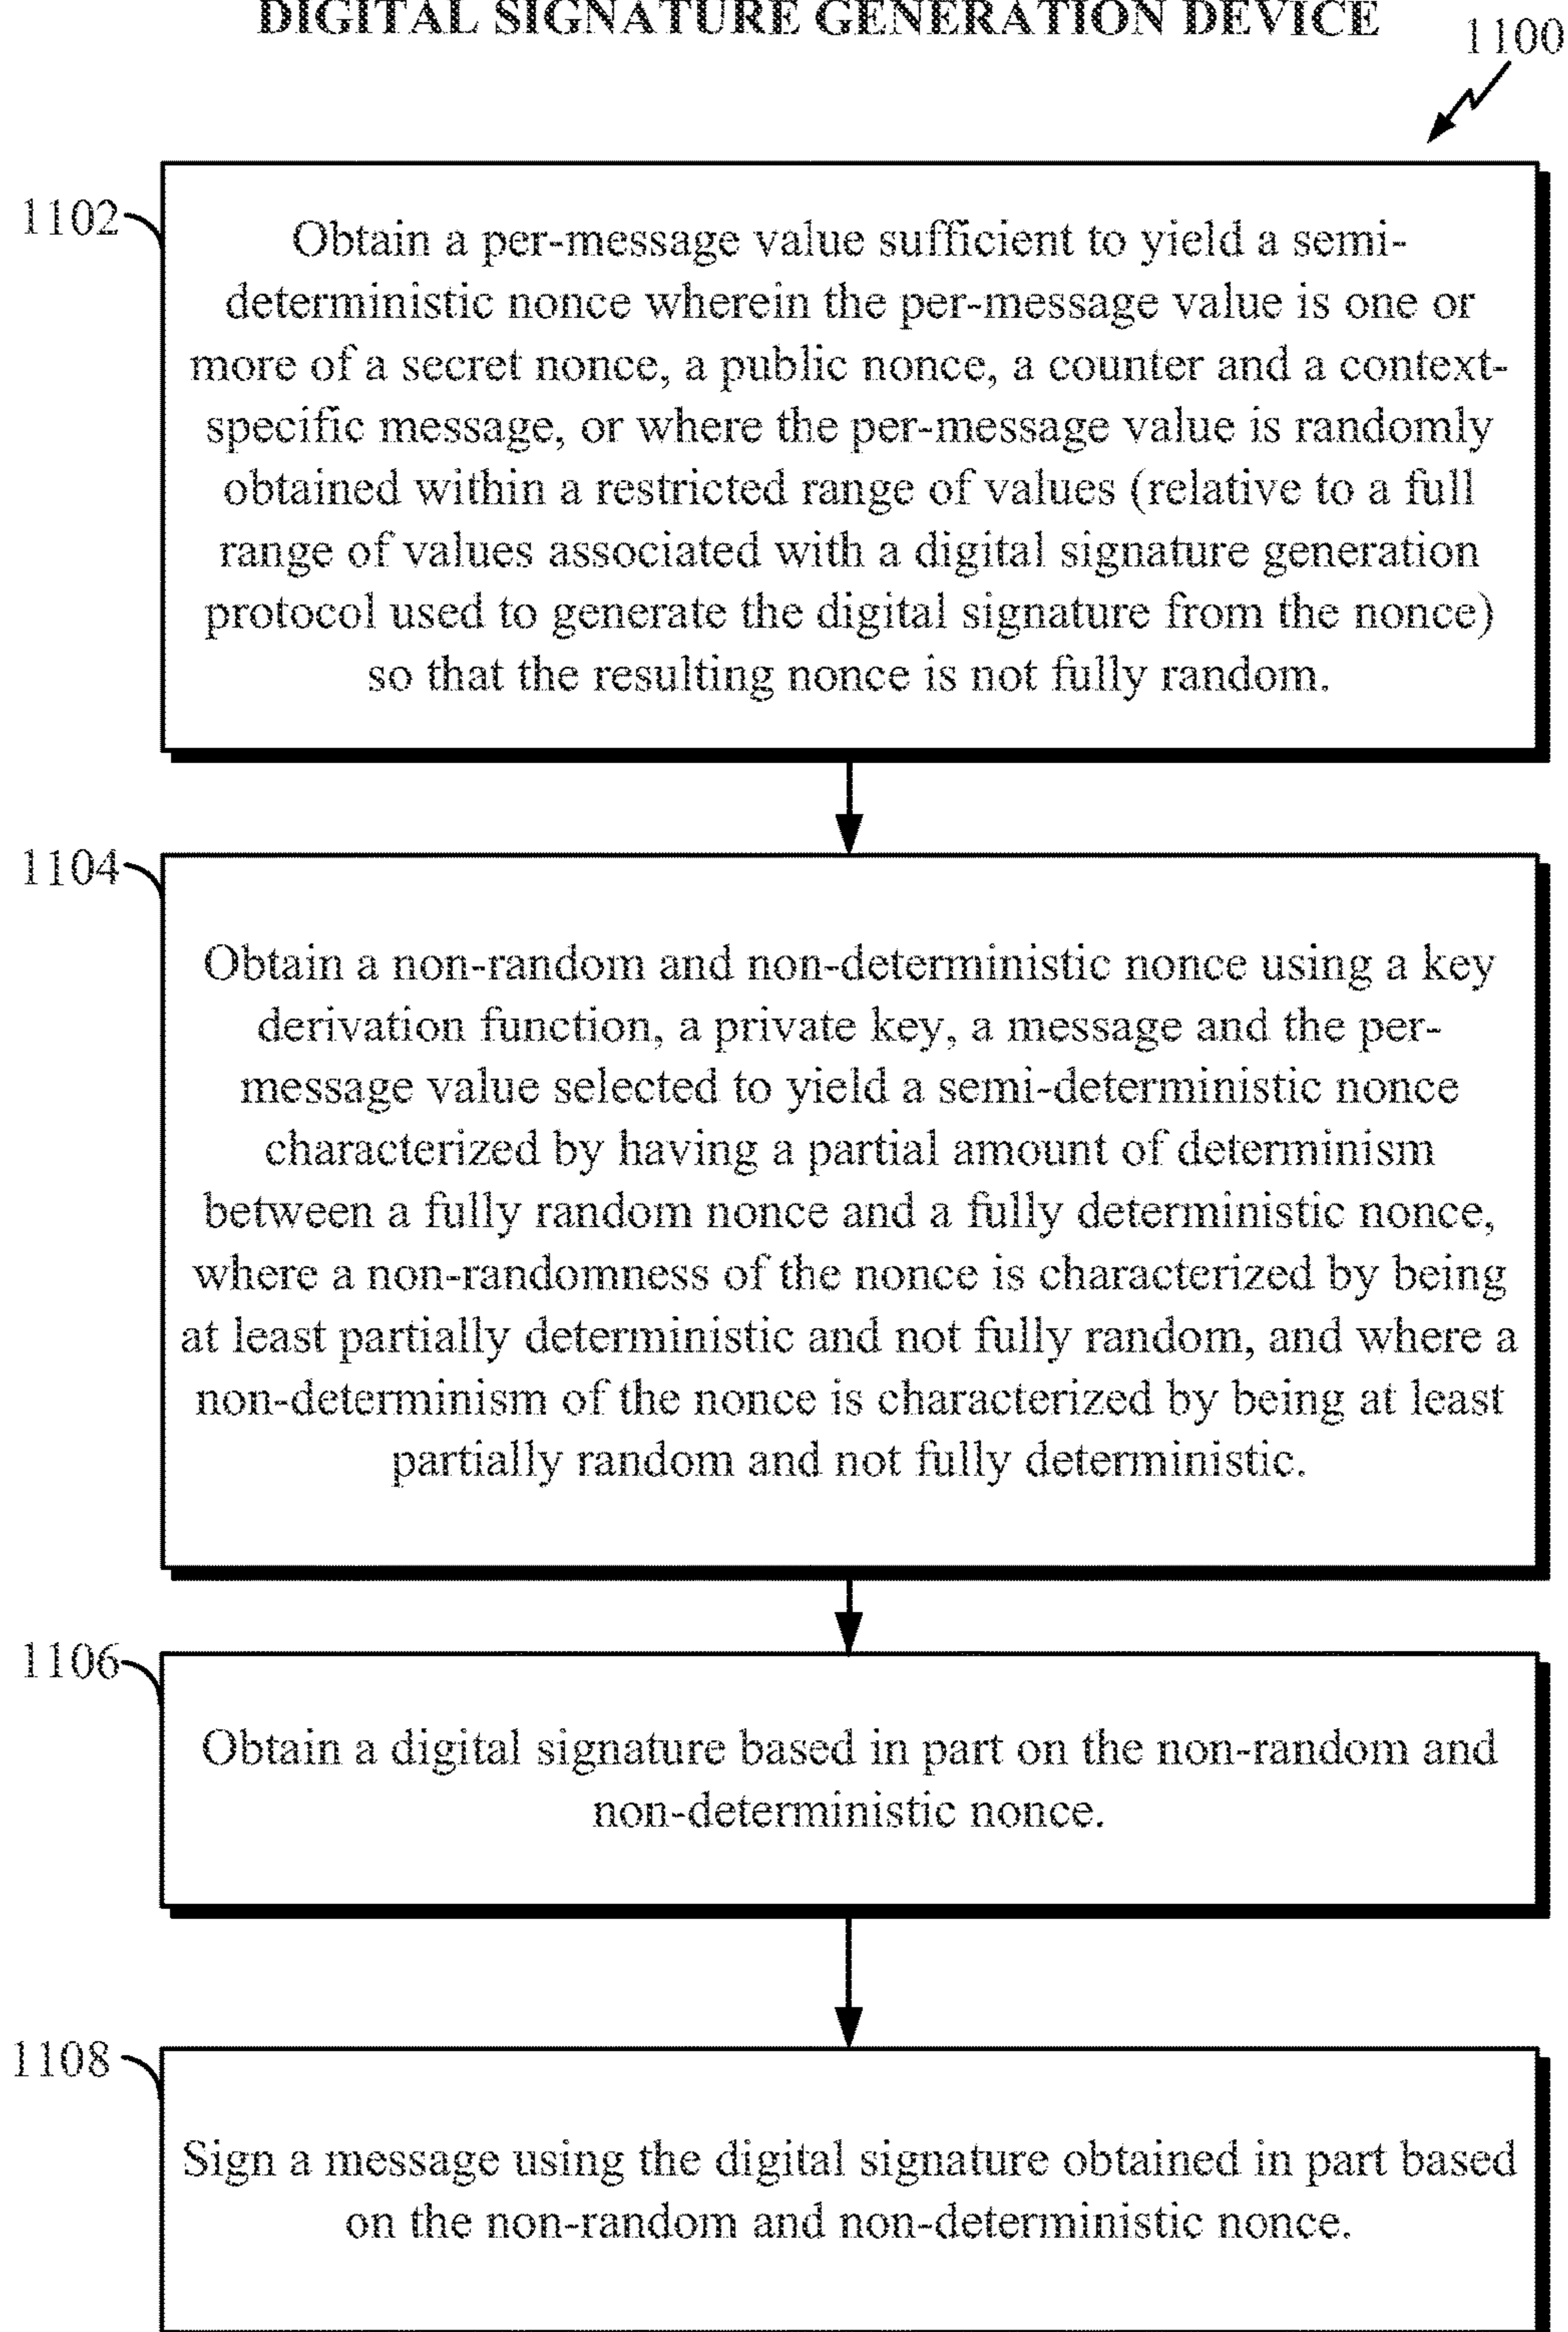 DIGITAL SIGNATURE GENERATION DEVICE
1100
1102
Obtain a per-message value sufficient to yield a semi-
deterministic nonce wherein the per-message value is one or
more of a secret nonce, a public nonce, a counter and a context-
specific message, or where the per-message value is randomly
obtained within a restricted range of values (relative to a full
range of values associated with a digital signature generation
protocol used to generate the digital signature from the nonce)
so that the resulting nonce is not fully random.
1104
Obtain a non-random and non-deterministic nonce using a key
derivation function, a private key, a message and the per-
message value selected to yield a semi-deterministic nonce
characterized by having a partial amount of determinism
between a fully random nonce and a fully deterministic nonce,
where a non-randomness of the nonce is characterized by being
at least partially deterministic and not fully random, and where a
non-determinism of the nonce is characterized by being at least
partially random and not fully deterministic.
1106
Obtain a digital signature based in part on the non-random and
non-deterministic nonce.
1108
Sign a message using the digital signature obtained in part based
on the non-random and non-deterministic nonce.